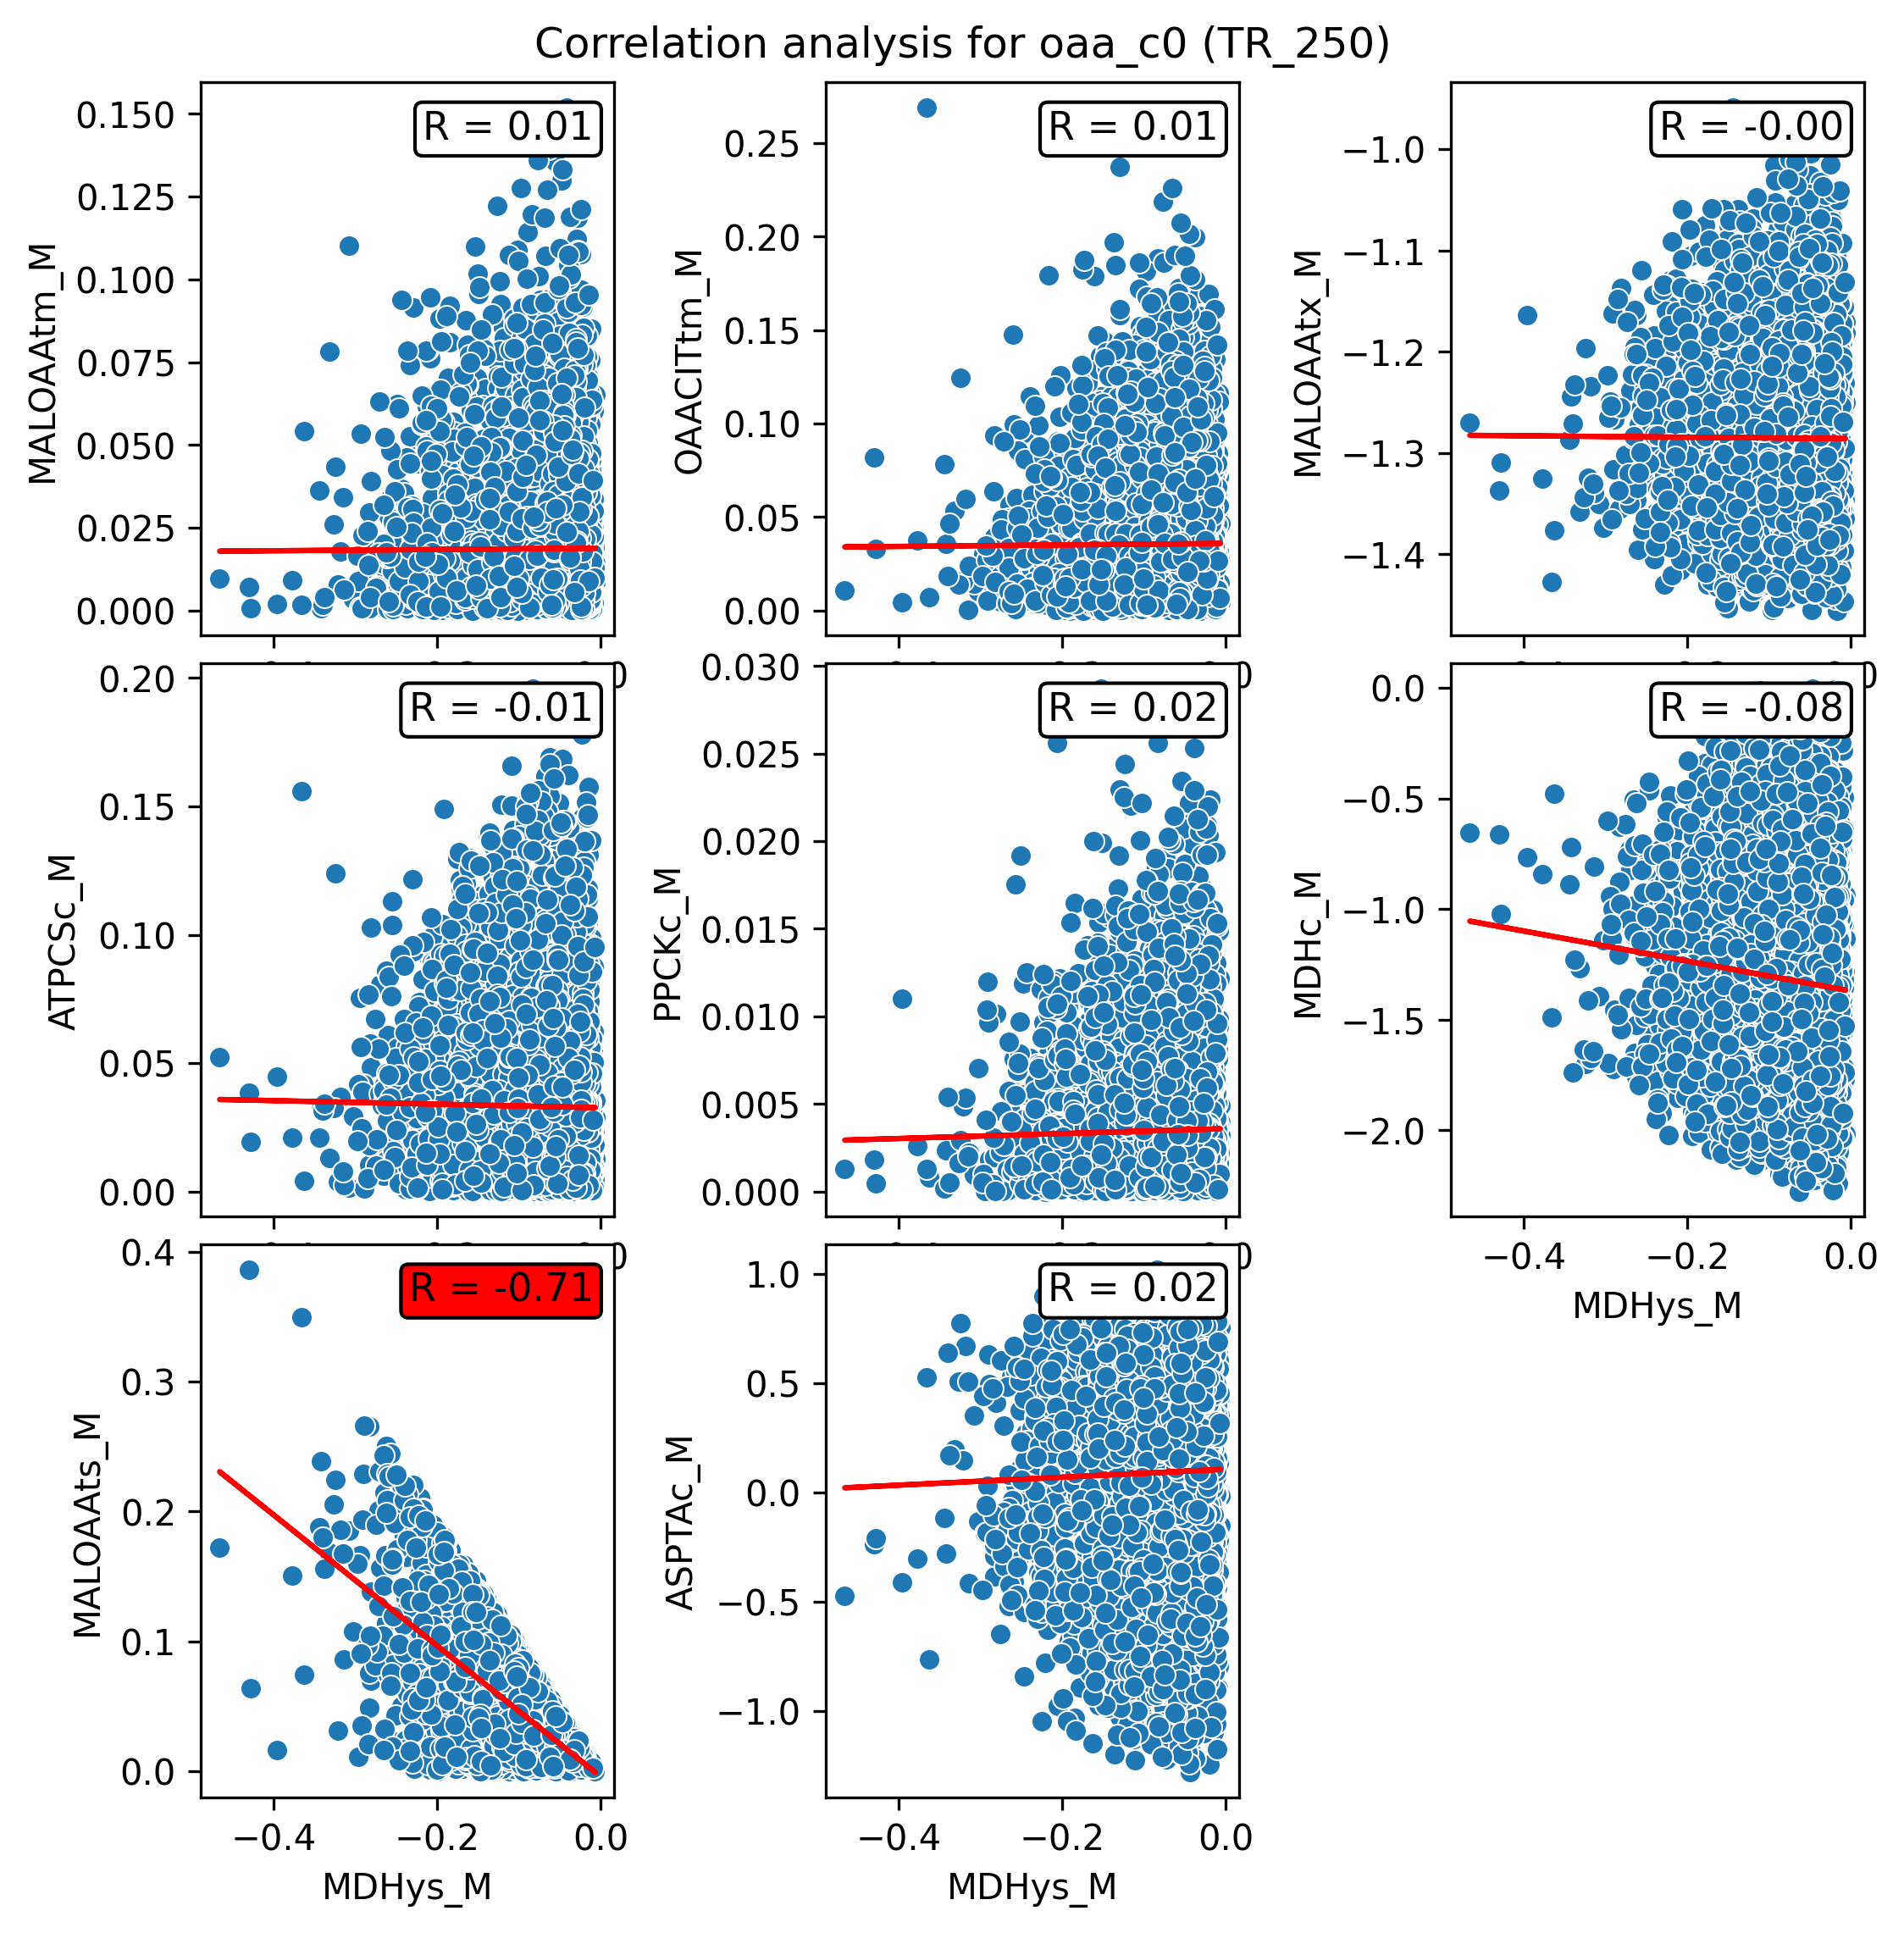 Correlation analysis for oaa_c0 (TR_250)
0.150
0.125
0.100
0.075
0.050
0.025
0.000
MALOAAtm_M
R = 0.01
0.25
0.20
0.15
0.10
0.05
0.00
OAACITtm_M
R = 0.01
−1.0
−1.1
−1.2
−1.3
−1.4
MALOAAtx_M
R = -0.00
0.20
0.15
0.10
0.05
0.00
ATPCSc_M
R = -0.01
0.030
0.025
0.020
0.015
0.010
0.005
0.000
PPCKc_M
R = 0.02
0.0
−0.5
−1.0
−1.5
−2.0
MDHc_M
R = -0.08
−0.4 −0.2 0.0
MDHys_M
0.4
0.3
0.2
0.1
0.0
MALOAAts_M
R = -0.71
−0.4 −0.2 0.0
MDHys_M
1.0
0.5
0.0
−0.5
−1.0
ASPTAc_M
R = 0.02
−0.4 −0.2 0.0
MDHys_M